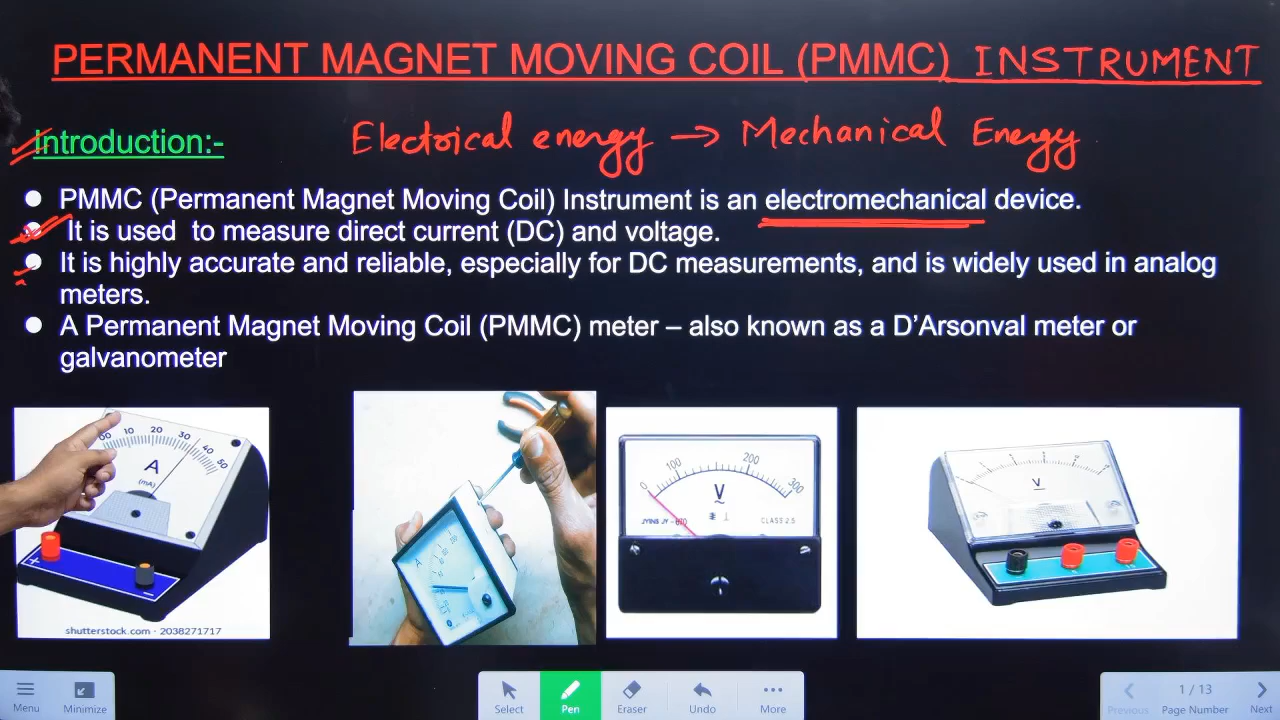 PERMANENT MAGNET MOVING COIL (PMMC) INSTRUMENT
Introduction:-
Electrical energy → Mechanical Energy
PMMC (Permanent Magnet Moving Coil) Instrument is an electromechanical device.
It is used to measure direct current (DC) and voltage.
It is highly accurate and reliable, especially for DC measurements, and is widely used in analog
meters.
A Permanent Magnet Moving Coil (PMMC) meter – also known as a D’Arsonval meter or
galvanometer
10 20 30 40 50
A
(mA)
+ −
shutterstock.com · 2038271717
A
0 100 200 300
V
CLASS 2.5
V
Menu
Minimize
Select
Pen
Eraser
Undo
More
Previous
1 / 13
Page Number
Next